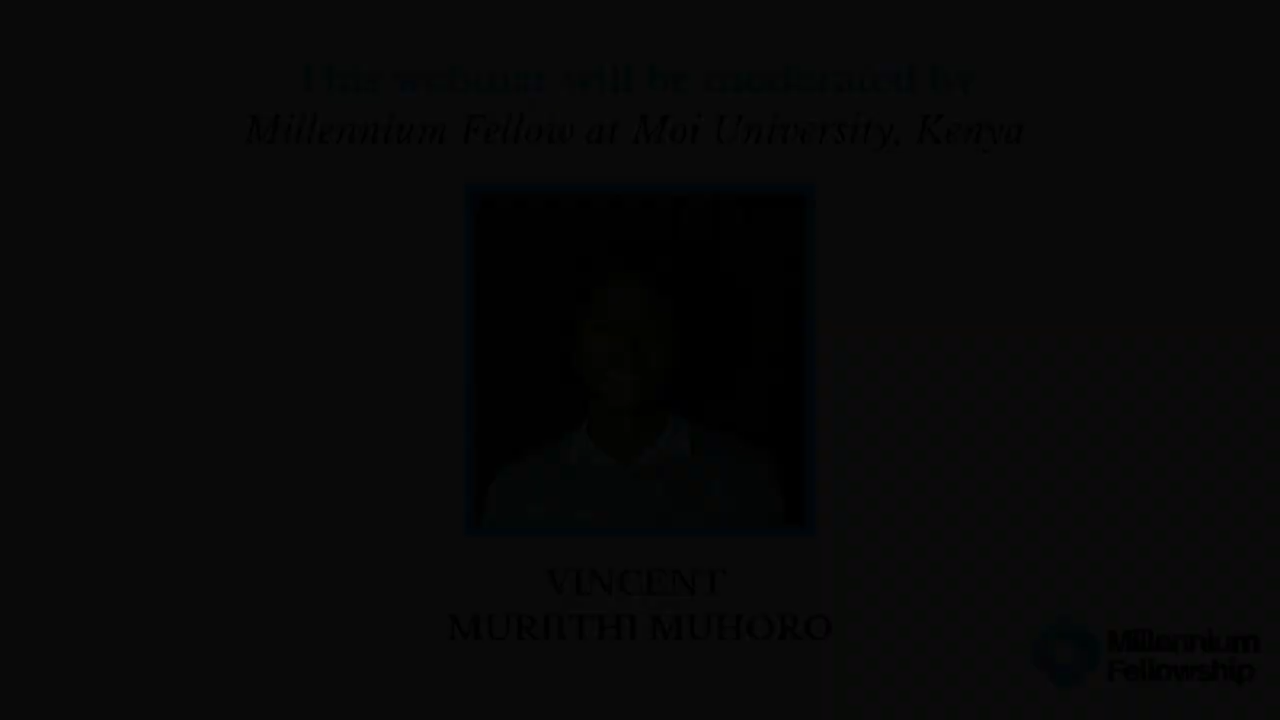 This webinar will be moderated by
Millennium Fellow at Moi University, Kenya
VINCENT
MURIITHI MUHORO
Millennium
Fellowship